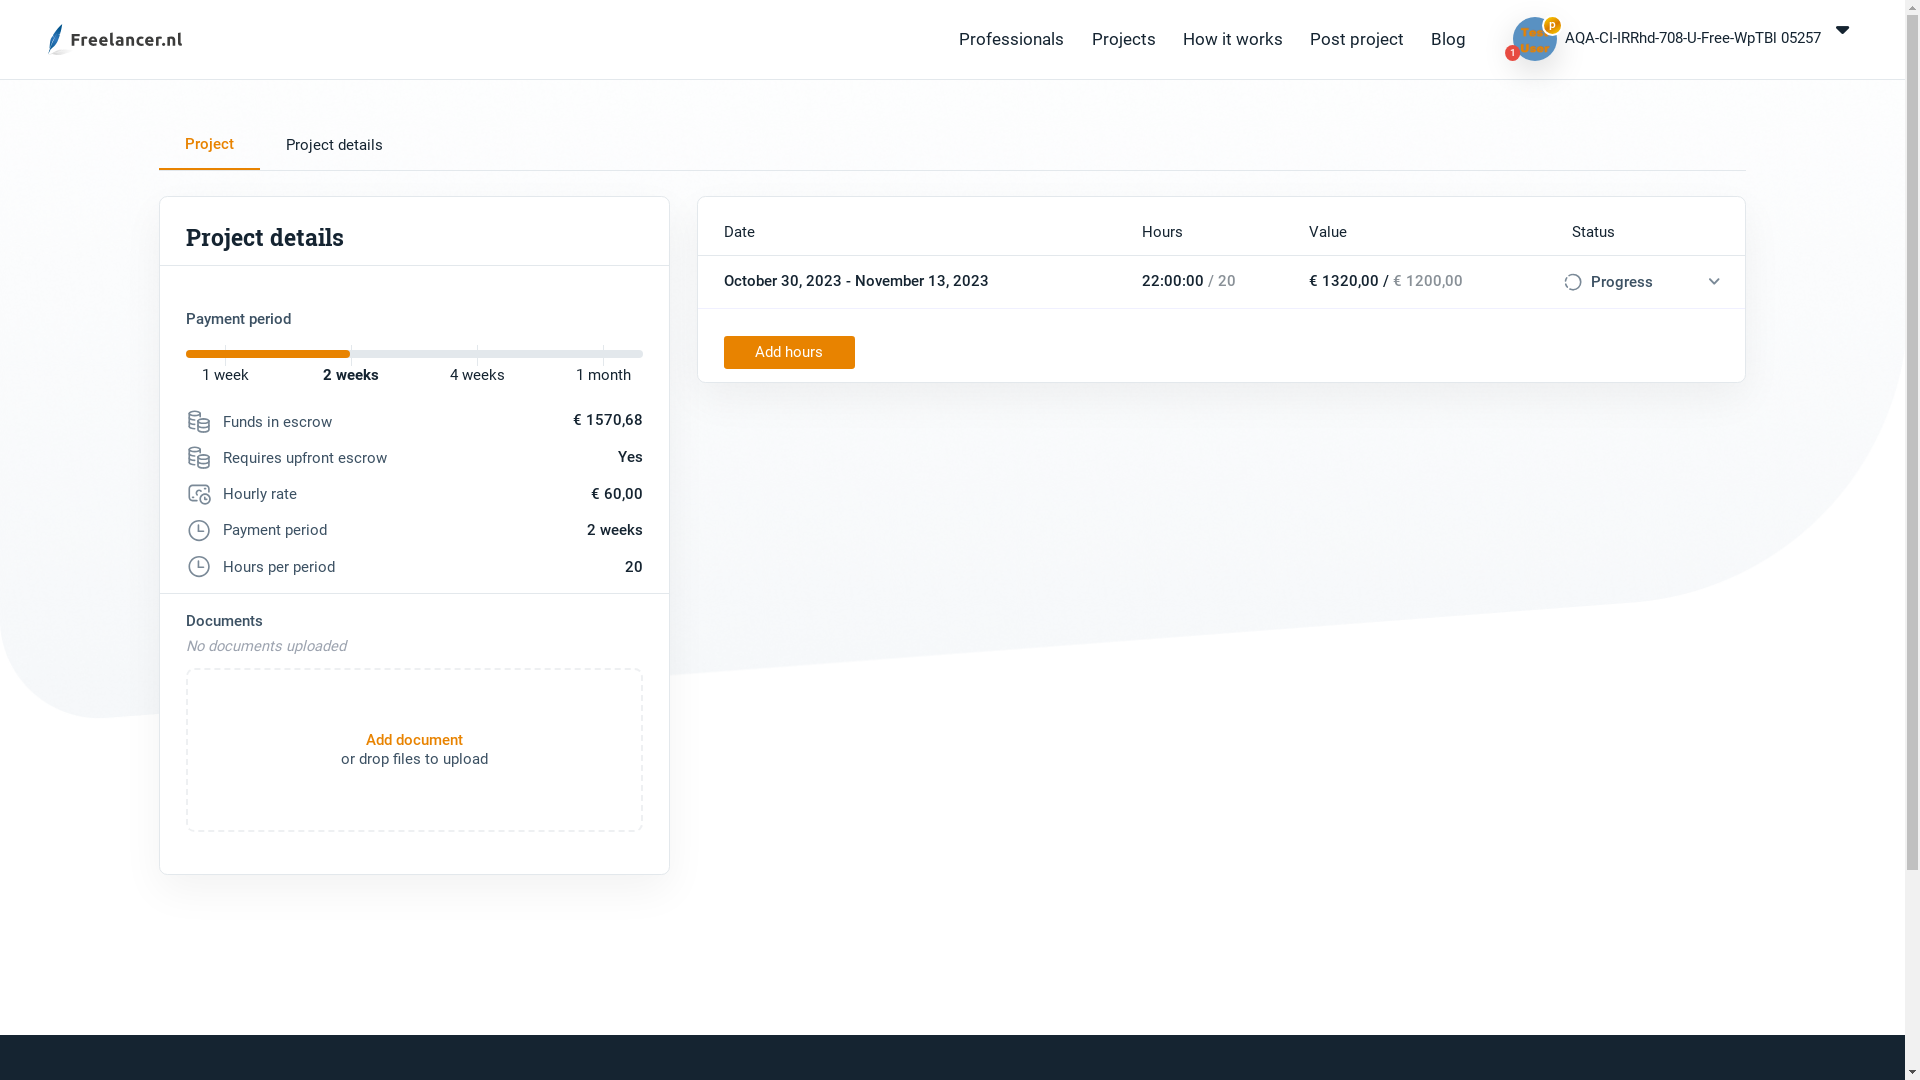 Freelancer.nl
Professionals
Projects
How it works
Post project
Blog
p
1
User
AQA-CI-IRRhd-708-U-Free-WpTBI 05257
Project
Project details
Project details
Payment period
1 week
2 weeks
4 weeks
1 month
Funds in escrow
€ 1570,68
Requires upfront escrow
Yes
Hourly rate
€ 60,00
Payment period
2 weeks
Hours per period
20
Documents
No documents uploaded
Add document
or drop files to upload
Date
Hours
Value
Status
October 30, 2023 - November 13, 2023
22:00:00 / 20
€ 1320,00 / € 1200,00
Progress
Add hours